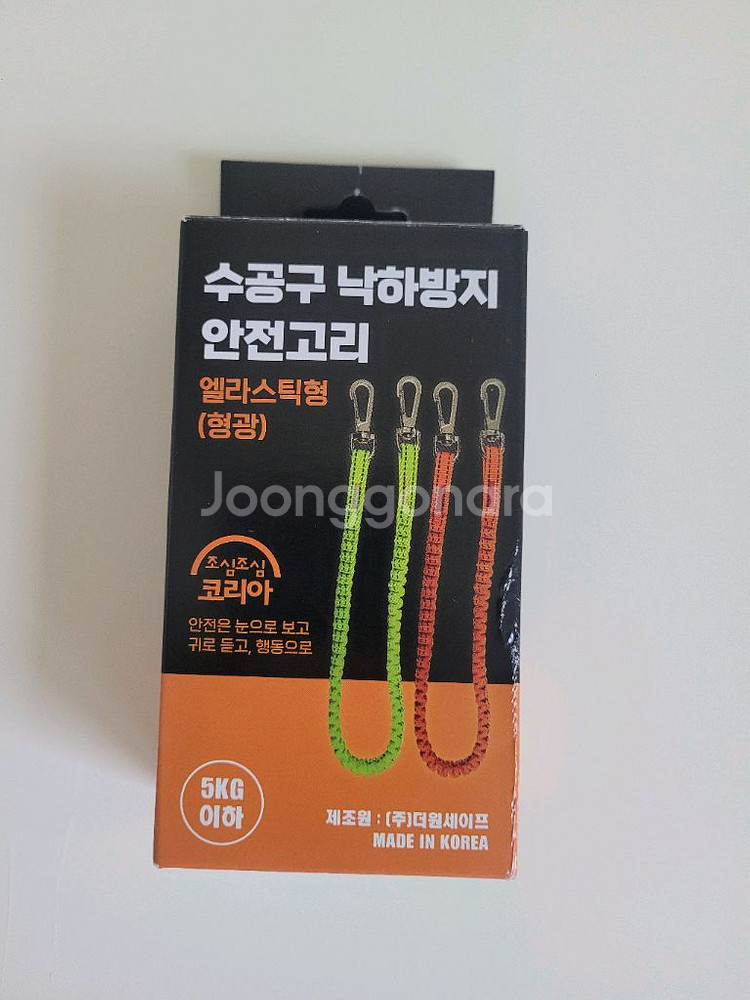 수공구 낙하방지
안전고리
엘라스틱형
(형광)
Joonggonara
조심조심
코리아
안전은 눈으로 보고
귀로 듣고, 행동으로
5KG
이하
제조원 : (주)더원세이프
MADE IN KOREA